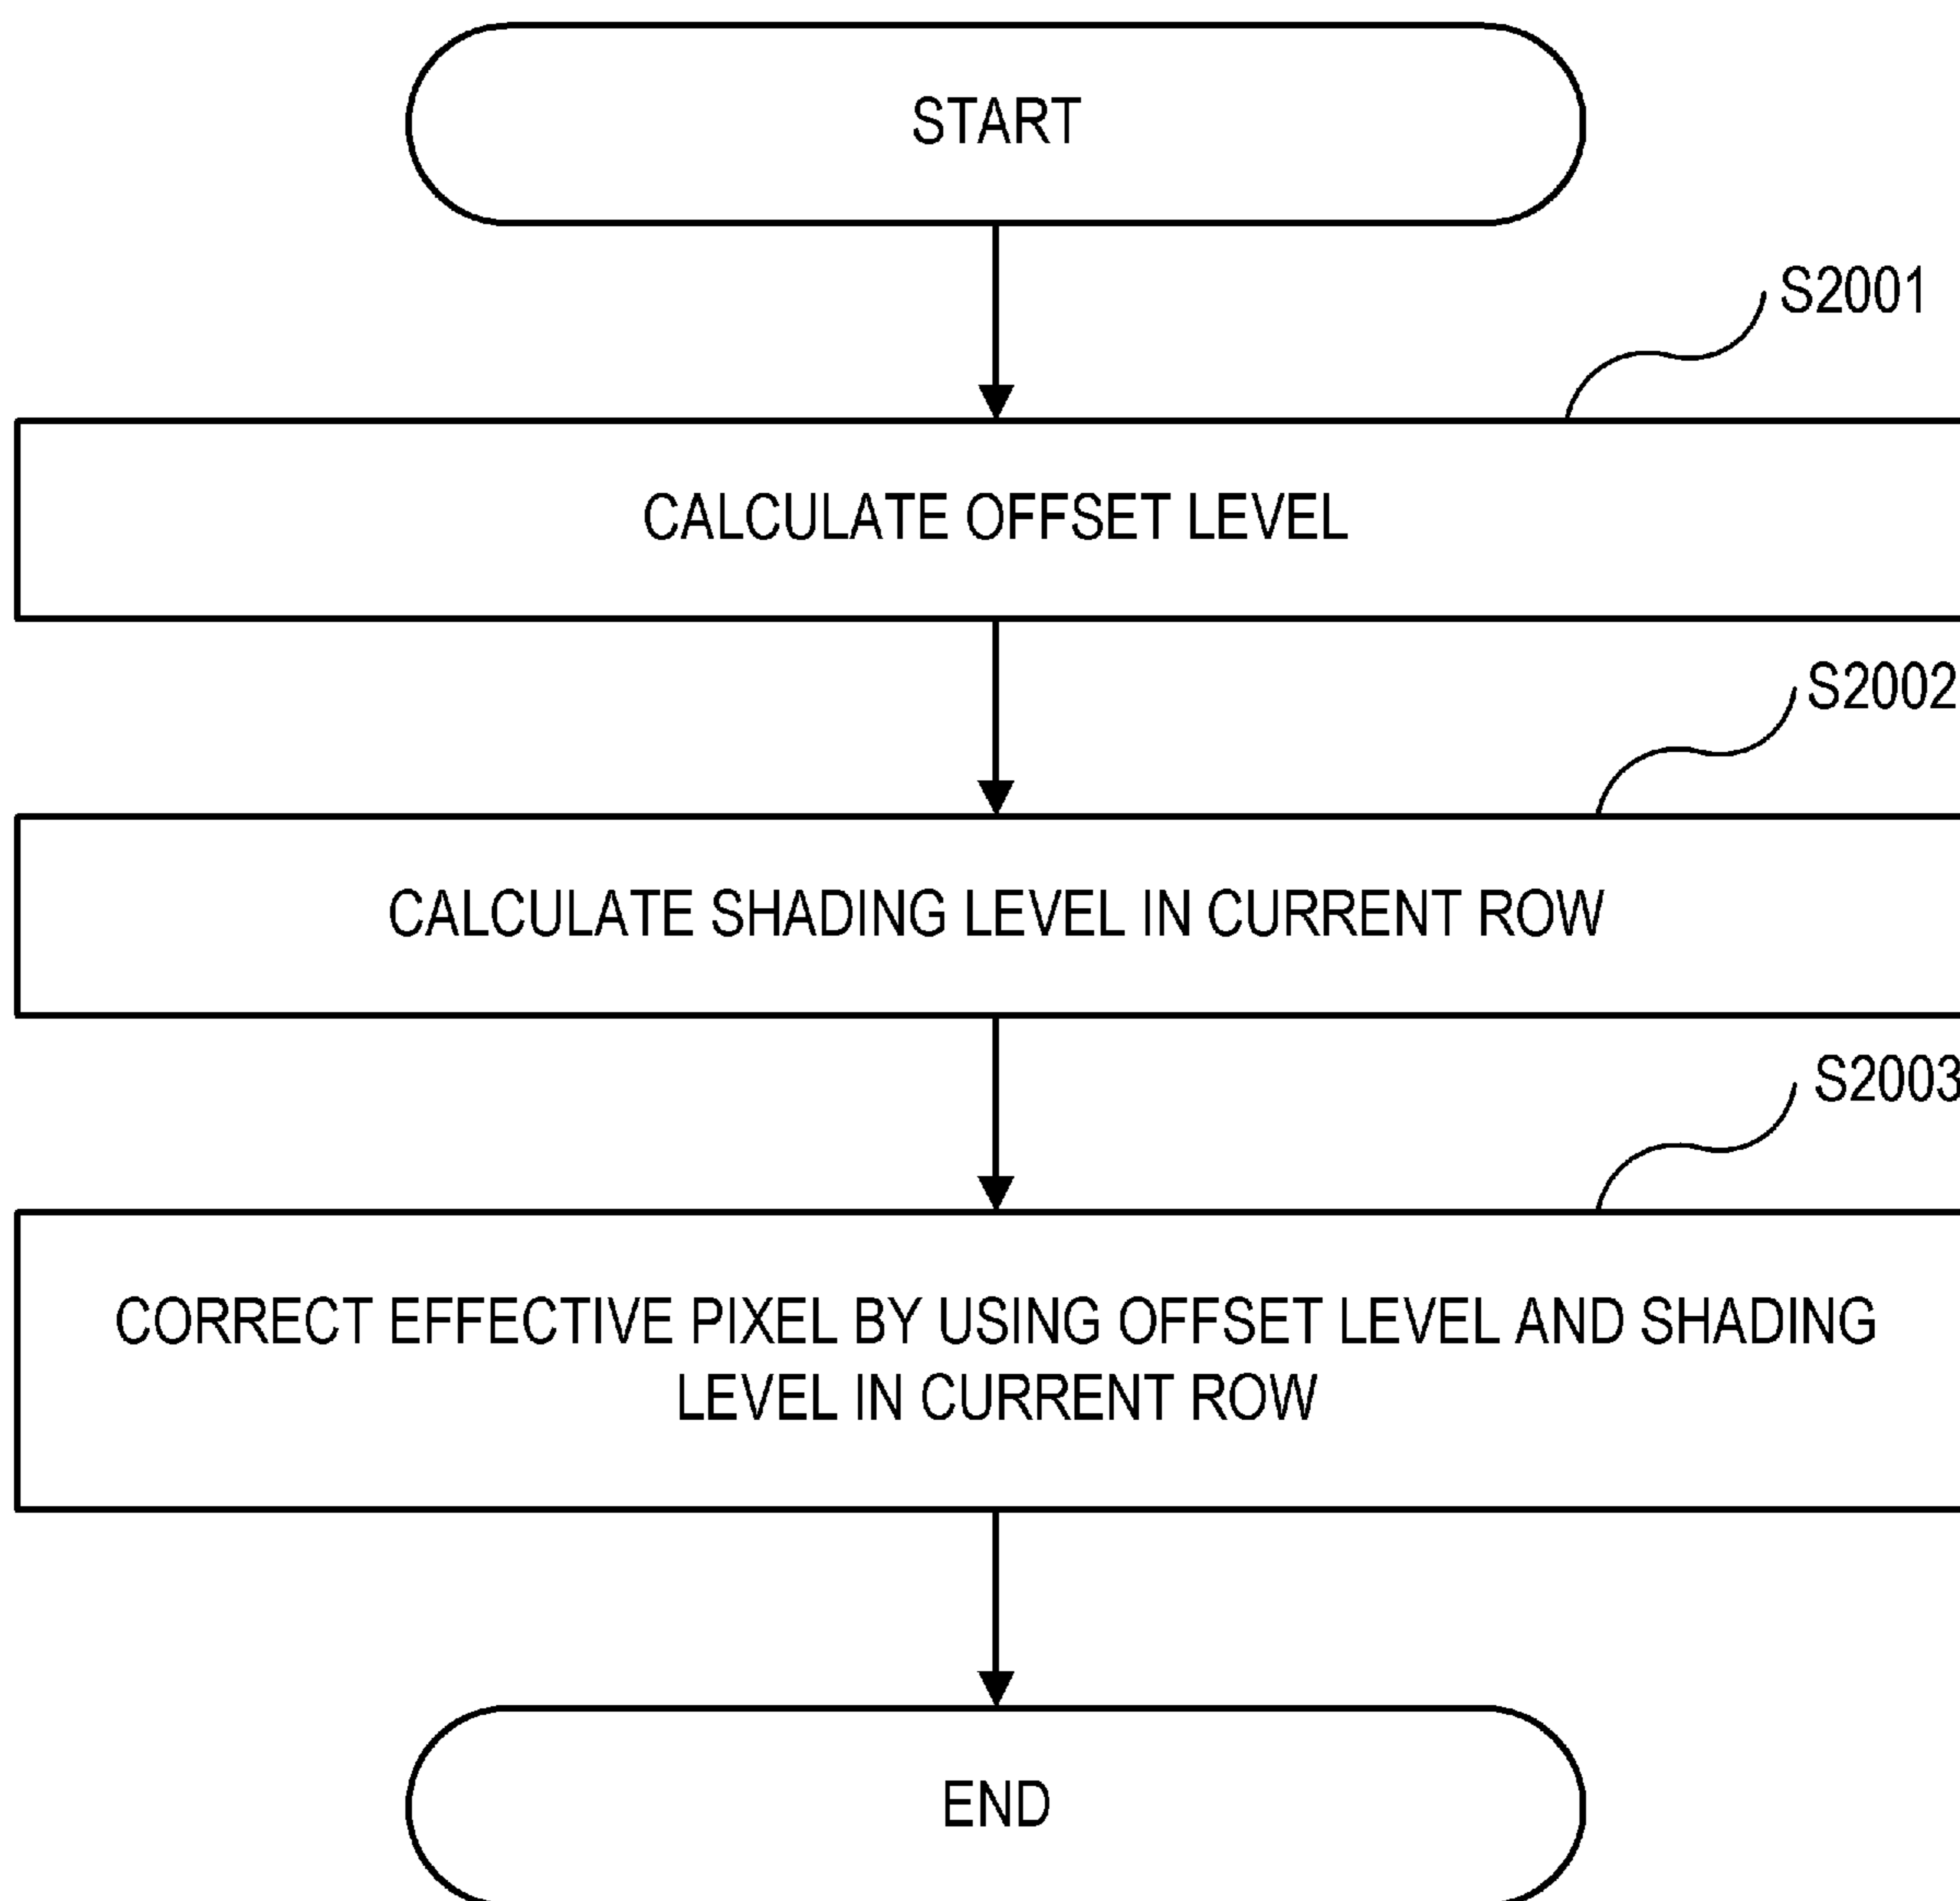 START
S2001
CALCULATE OFFSET LEVEL
S2002
CALCULATE SHADING LEVEL IN CURRENT ROW
S2003
CORRECT EFFECTIVE PIXEL BY USING OFFSET LEVEL AND SHADING
LEVEL IN CURRENT ROW
END